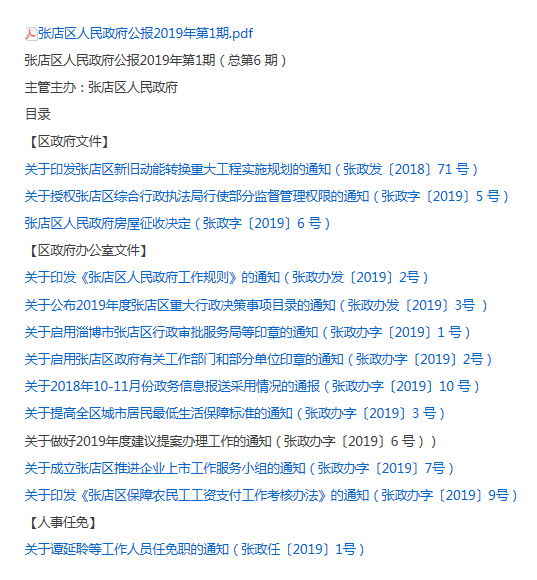 张店区人民政府公报2019年第1期.pdf
张店区人民政府公报2019年第1期（总第6 期）
主管主办：张店区人民政府
目录
【区政府文件】
关于印发张店区新旧动能转换重大工程实施规划的通知（张政发〔2018〕71 号）
关于授权张店区综合行政执法局行使部分监督管理权限的通知（张政字〔2019〕5 号）
张店区人民政府房屋征收决定（张政字〔2019〕6 号）
【区政府办公室文件】
关于印发《张店区人民政府工作规则》的通知（张政办发〔2019〕2号）
关于公布2019年度张店区重大行政决策事项目录的通知（张政办发〔2019〕3号 ）
关于启用淄博市张店区行政审批服务局等印章的通知（张政办字〔2019〕1 号）
关于启用张店区政府有关工作部门和部分单位印章的通知（张政办字〔2019〕2号）
关于2018年10-11月份政务信息报送采用情况的通报（张政办字〔2019〕10 号）
关于提高全区城市居民最低生活保障标准的通知（张政办字〔2019〕3 号）
关于做好2019年度建议提案办理工作的通知（张政办字〔2019〕6 号））
关于成立张店区推进企业上市工作服务小组的通知（张政办字〔2019〕7号）
关于印发《张店区保障农民工工资支付工作考核办法》的通知（张政办字〔2019〕9号）
【人事任免】
关于谭延聆等工作人员任免职的通知（张政任〔2019〕1号）